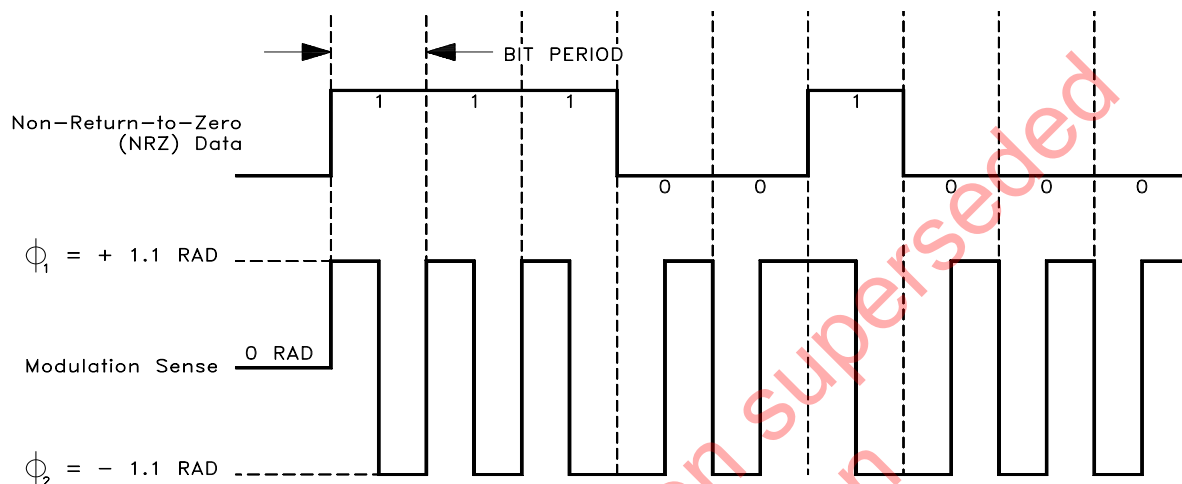 BIT PERIOD
1 1 1 1
Non-Return-to-Zero
(NRZ) Data
0 0 0 0 0
ϕ1 = + 1.1 RAD
0 RAD
Modulation Sense
ϕ2 = - 1.1 RAD
superseded